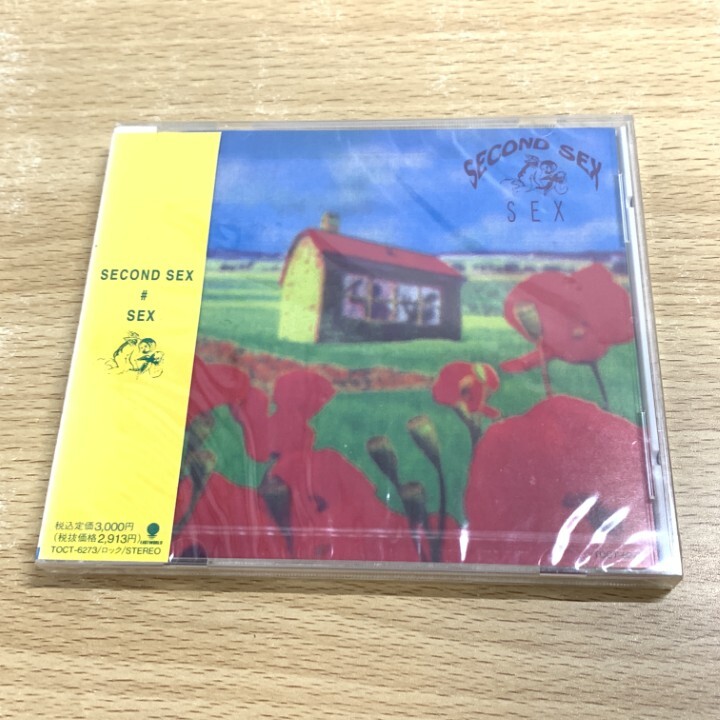 SECOND SEX
#
SEX
税込定価3,000円
(税抜価格2,913円)
TOCT-6273/ロック/STEREO
SECOND SEX
SEX